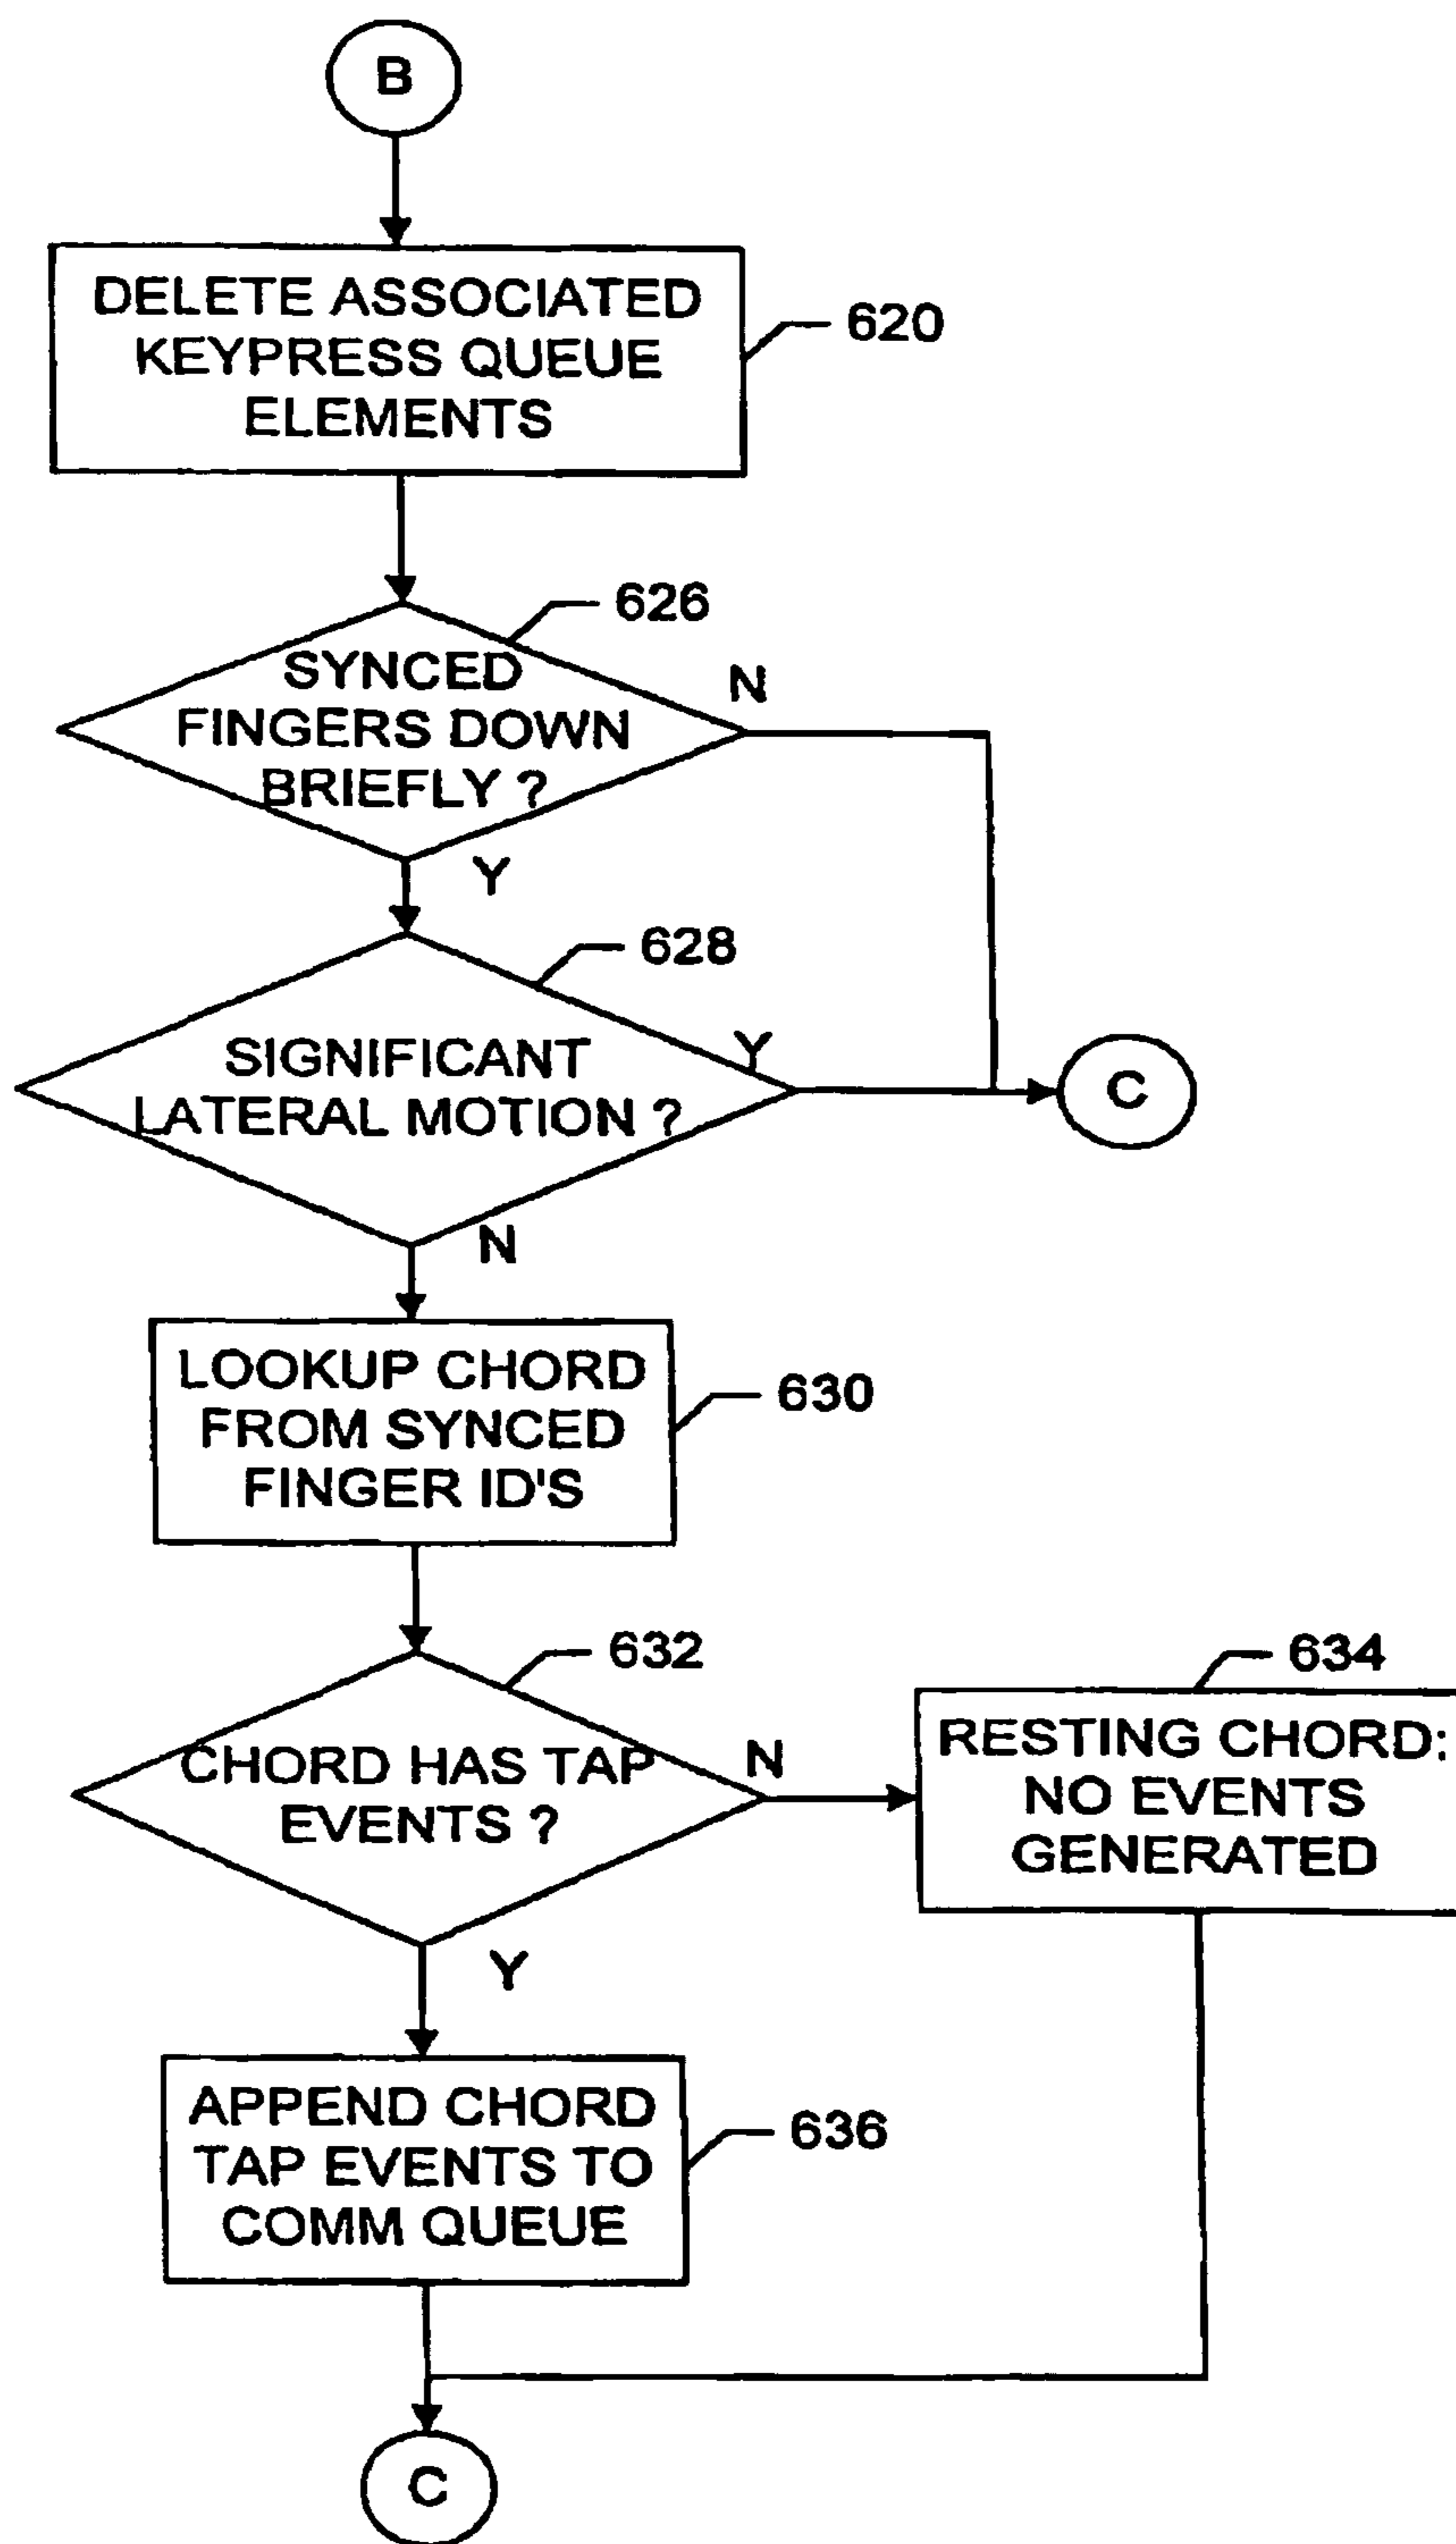 B
DELETE ASSOCIATED
KEYPRESS QUEUE
ELEMENTS
620
626
SYNCED
FINGERS DOWN
BRIEFLY ?
N
Y
628
SIGNIFICANT
LATERAL MOTION ?
Y
C
N
LOOKUP CHORD
FROM SYNCED
FINGER ID'S
630
632
CHORD HAS TAP
EVENTS ?
N
634
RESTING CHORD:
NO EVENTS
GENERATED
Y
APPEND CHORD
TAP EVENTS TO
COMM QUEUE
636
C